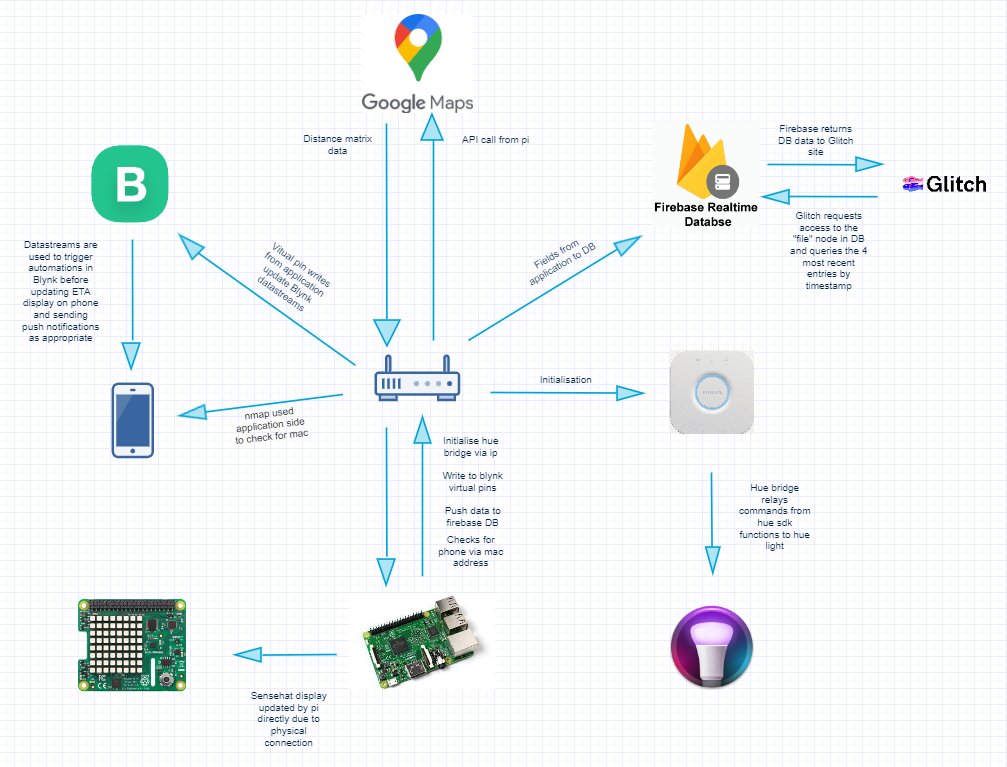 Google Maps
Distance matrix
data
API call from pi
Firebase Realtime
Databse
Firebase returns
DB data to Glitch
site
Glitch
Glitch requests
access to the
"file" node in DB
and queries the 4
most recent
entries by
timestamp
B
Datastreams are
used to trigger
automations in
Blynk before
updating ETA
display on phone
and sending
push notifications
as appropriate
Vitual pin writes
from application
update Blynk
datastreams
Fields from
application to DB
Initialisation
nmap used
application side
to check for mac
Initialise hue
bridge via ip
Write to blynk
virtual pins
Push data to
firebase DB
Checks for
phone via mac
address
Hue bridge
relays
commands from
hue sdk
functions to hue
light
Sensehat display
updated by pi
directly due to
physical
connection